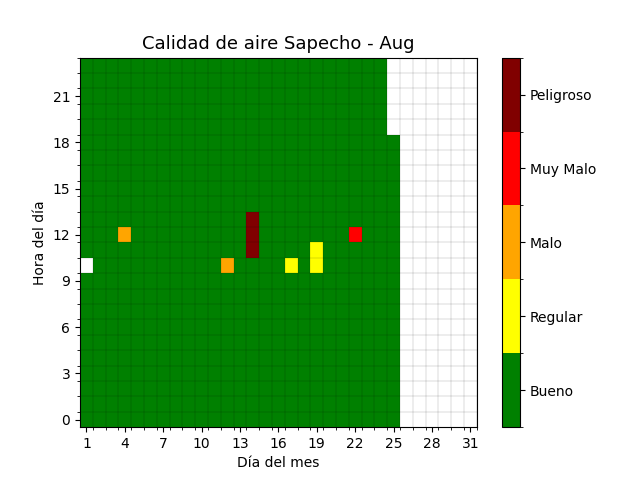 Calidad de aire Sapecho - Aug
Hora del día
21
18
15
12
9
6
3
0
1 4 7 10 13 16 19 22 25 28 31
Día del mes
Peligroso
Muy Malo
Malo
Regular
Bueno